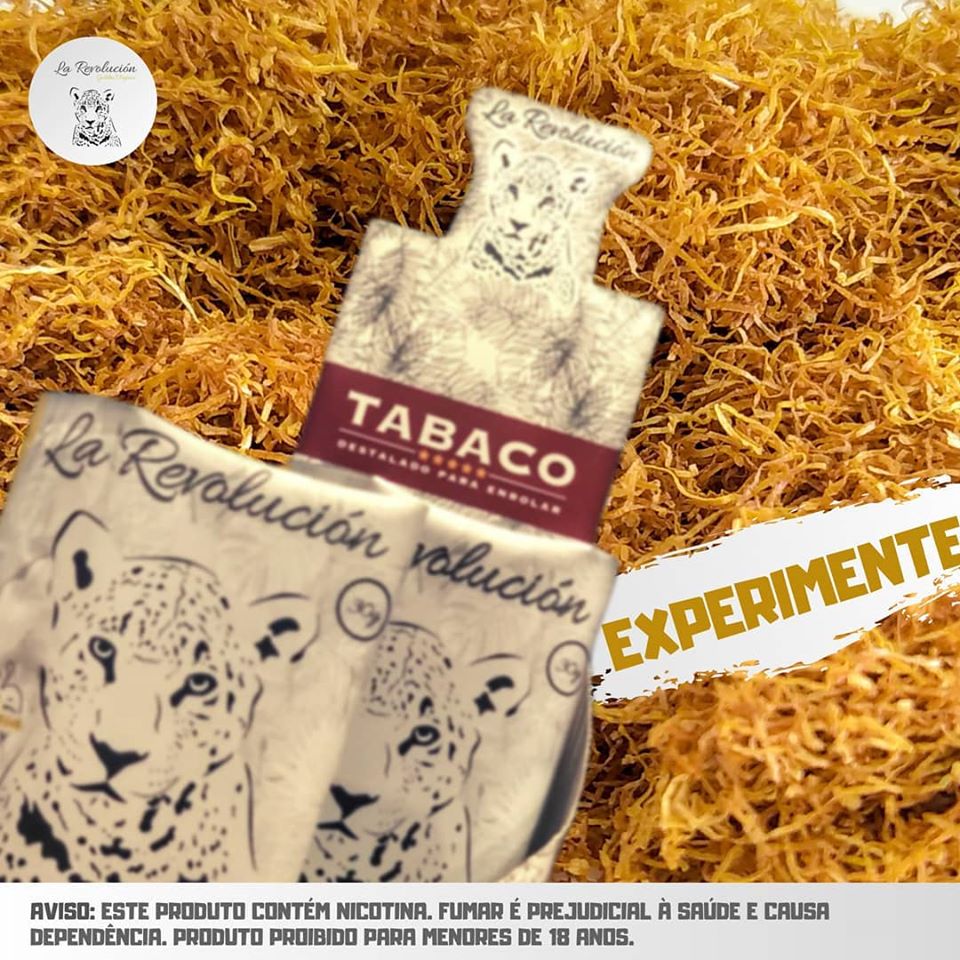 La Revolución
La Revolución
TABACO
DESTALADO PARA ENROLAR
La Revolución
30g
volución
30g
EXPERIMENTE
AVISO: ESTE PRODUTO CONTÉM NICOTINA. FUMAR É PREJUDICIAL À SAÚDE E CAUSA
DEPENDÊNCIA. PRODUTO PROIBIDO PARA MENORES DE 18 ANOS.